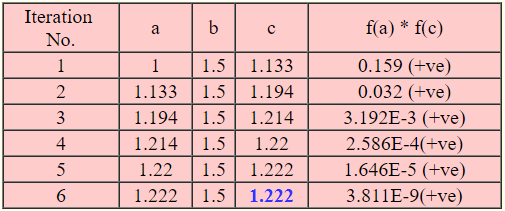 Iteration No. a b c f(a) * f(c)
1 1 1.5 1.133 0.159 (+ve)
2 1.133 1.5 1.194 0.032 (+ve)
3 1.194 1.5 1.214 3.192E-3 (+ve)
4 1.214 1.5 1.22 2.586E-4(+ve)
5 1.22 1.5 1.222 1.646E-5 (+ve)
6 1.222 1.5 1.222 3.811E-9(+ve)